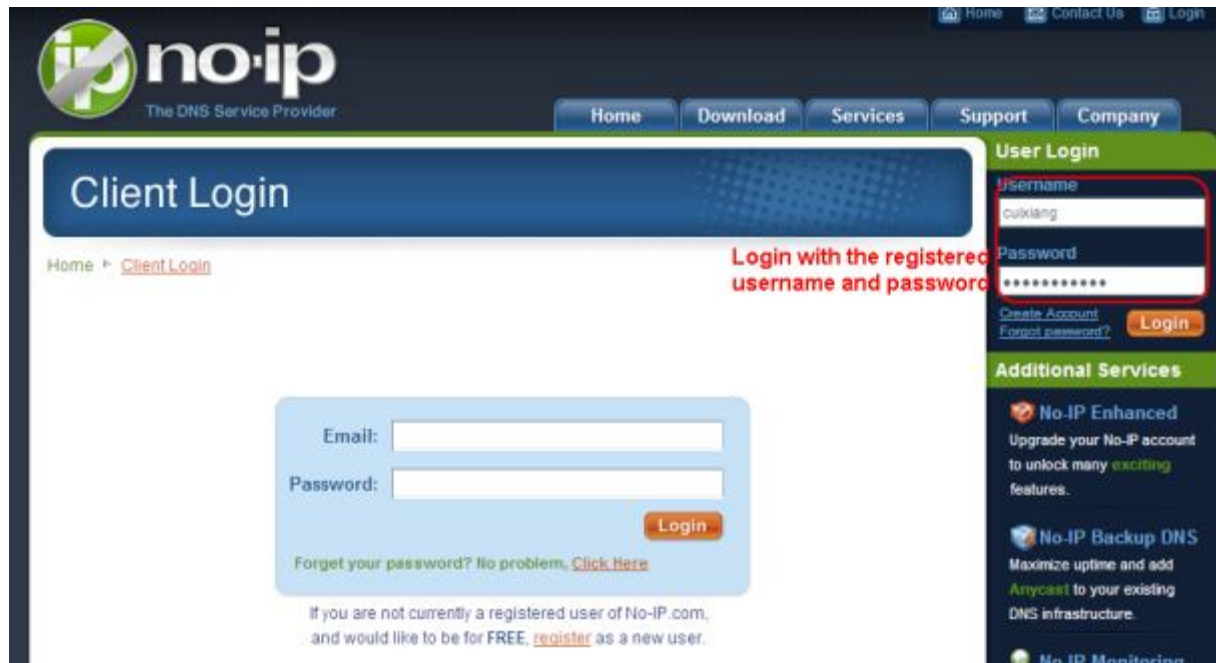 Home Contact Us Login
ip no·ip
The DNS Service Provider
Home Download Services Support Company
Client Login
Home Client Login
Login with the registered
username and password
Email:
Password:
Login
Forget your password? No problem, Click Here
If you are not currently a registered user of No-IP.com,
and would like to be for FREE, register as a new user.
User Login
Username
cuixiang
Password
•••••••••••
Create Account
Forgot password?
Login
Additional Services
No-IP Enhanced
Upgrade your No-IP account
to unlock many exciting
features.
No-IP Backup DNS
Maximize uptime and add
Anycast to your existing
DNS infrastructure.
No-IP Monitoring